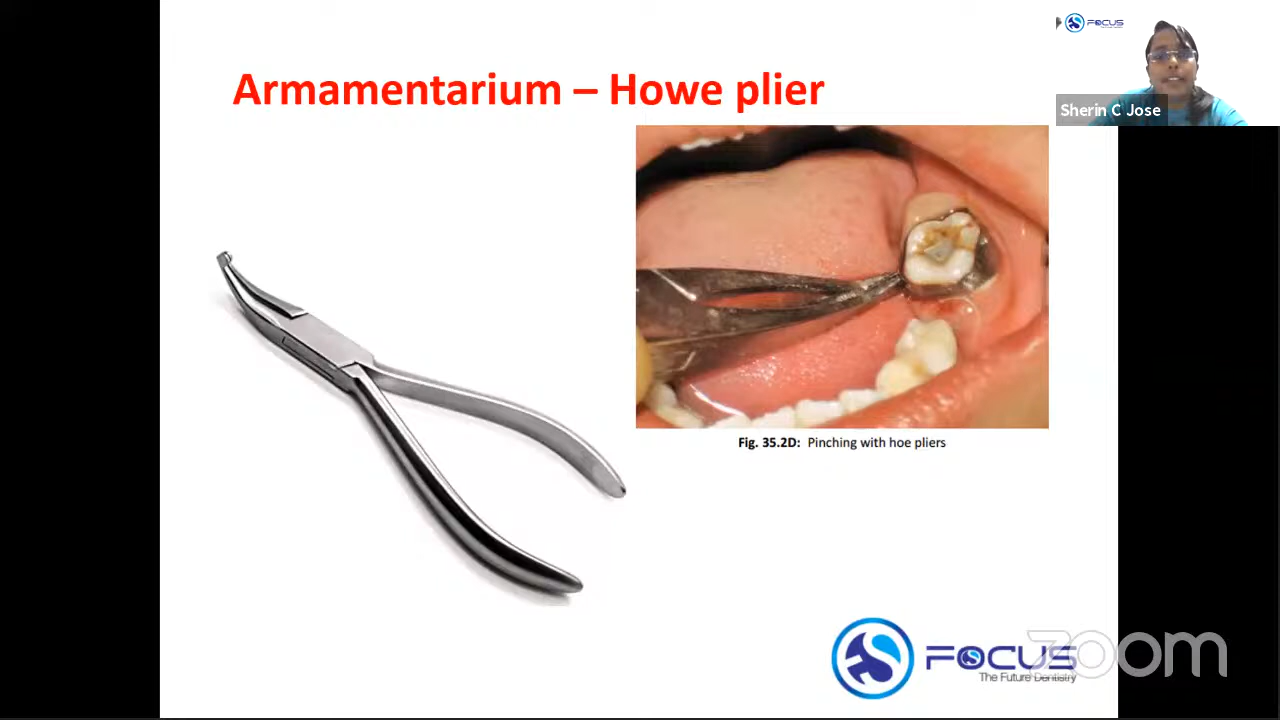 FOCUS
Sherin C Jose
Armamentarium – Howe plier
Fig. 35.2D: Pinching with hoe pliers
FOCUS
The Future Dentistry
zoom